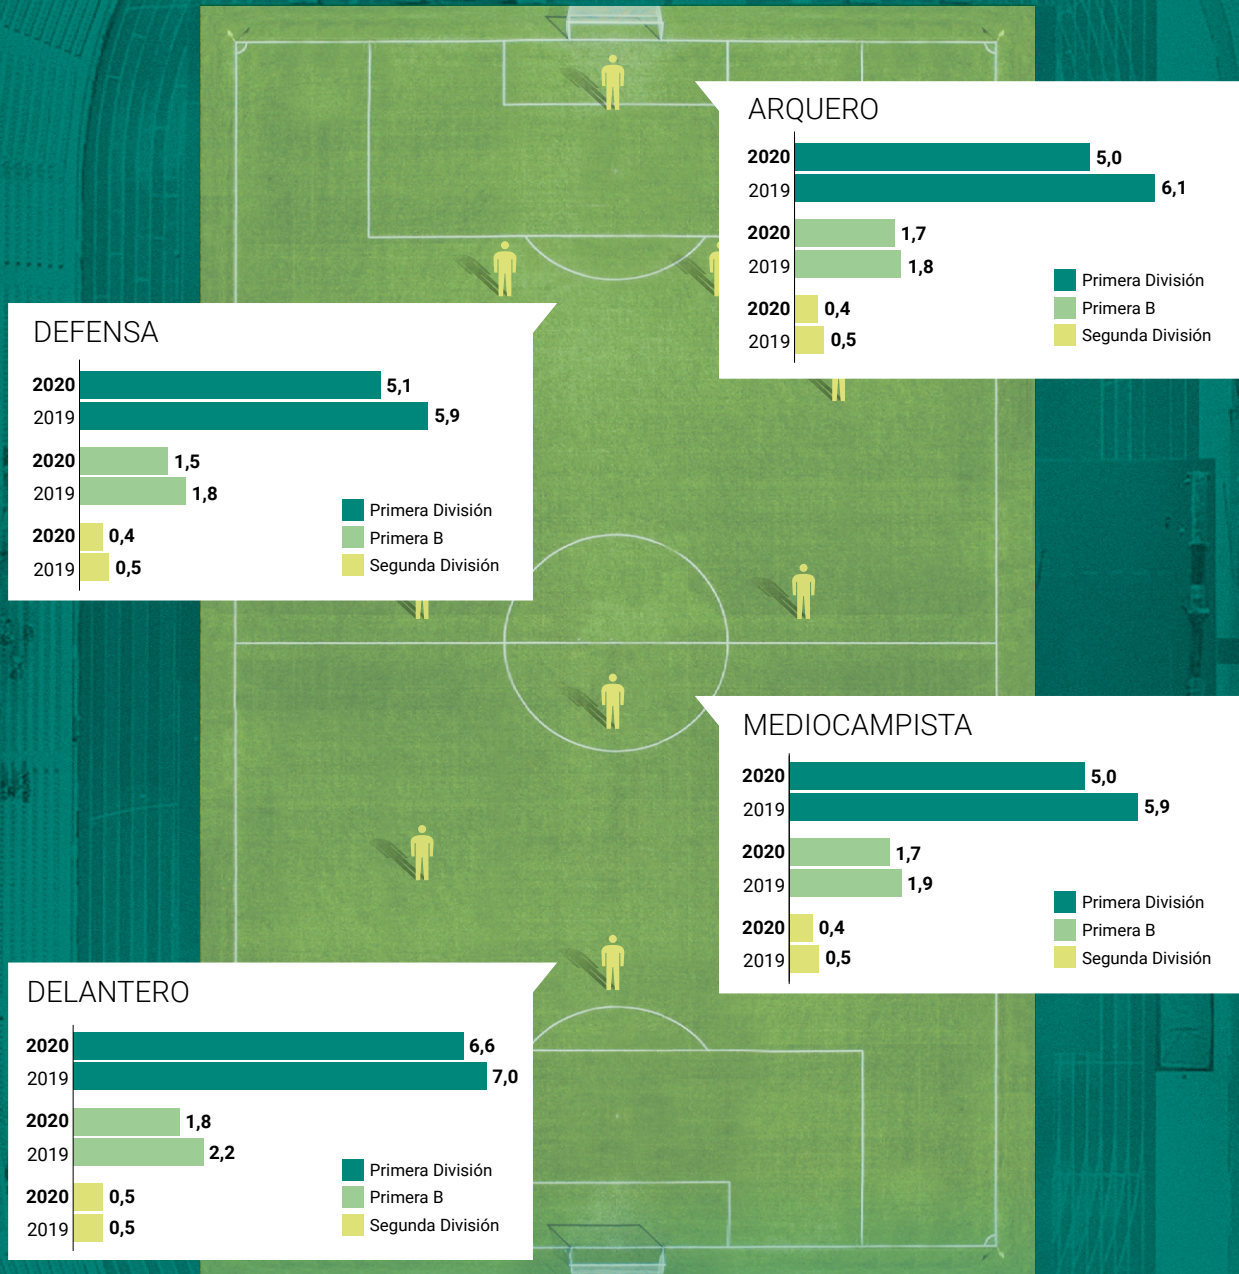 ARQUERO
2020 5,0
2019 6,1
2020 1,7
2019 1,8
2020 0,4
2019 0,5
Primera División
Primera B
Segunda División
DEFENSA
2020 5,1
2019 5,9
2020 1,5
2019 1,8
2020 0,4
2019 0,5
Primera División
Primera B
Segunda División
MEDIOCAMPISTA
2020 5,0
2019 5,9
2020 1,7
2019 1,9
2020 0,4
2019 0,5
Primera División
Primera B
Segunda División
DELANTERO
2020 6,6
2019 7,0
2020 1,8
2019 2,2
2020 0,5
2019 0,5
Primera División
Primera B
Segunda División